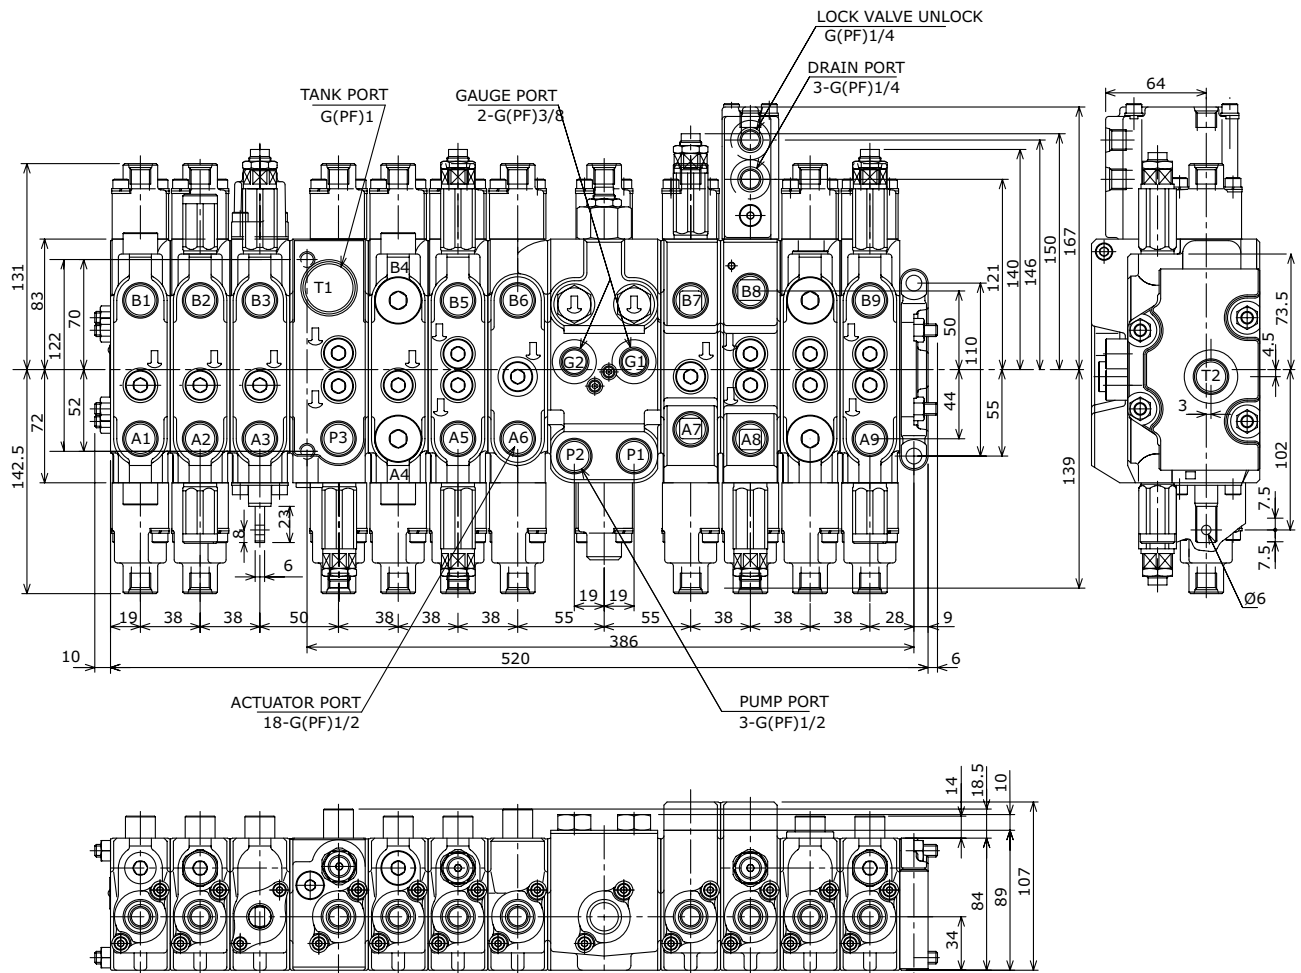 LOCK VALVE UNLOCK
G(PF)1/4
DRAIN PORT
3-G(PF)1/4
TANK PORT
G(PF)1
GAUGE PORT
2-G(PF)3/8
64
131
83
122
70
52
72
142.5
T1
B4
B1
B2
B3
B5
B6
B7
B8
B9
G2
G1
A1
A2
A3
P3
A4
A5
A6
P2
P1
A7
A8
A9
50
110
44
55
121
140
146
150
167
139
T2
3
73.5
4.5
102
7.5
7.5
Ø6
8
23
6
19
38
38
50
38
38
38
55
19
19
55
38
38
38
28
9
386
10
520
6
ACTUATOR PORT
18-G(PF)1/2
PUMP PORT
3-G(PF)1/2
14
18.5
10
34
84
89
107